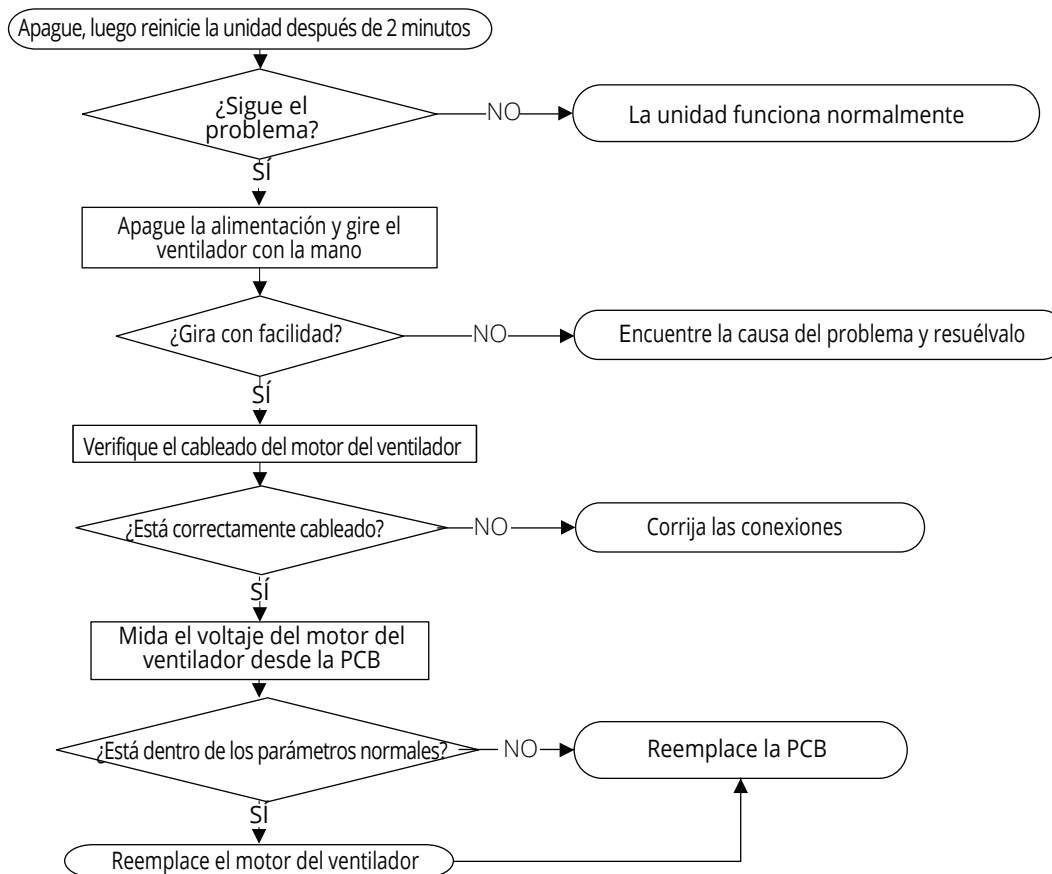 Apague, luego reinicie la unidad después de 2 minutos
¿Sigue el
problema?
NO
La unidad funciona normalmente
SÍ
Apague la alimentación y gire el
ventilador con la mano
¿Gira con facilidad?
NO
Encuentre la causa del problema y resuélvalo
SÍ
Verifique el cableado del motor del ventilador
¿Está correctamente cableado?
NO
Corrija las conexiones
SÍ
Mida el voltaje del motor del
ventilador desde la PCB
¿Está dentro de los parámetros normales?
NO
Reemplace la PCB
SÍ
Reemplace el motor del ventilador